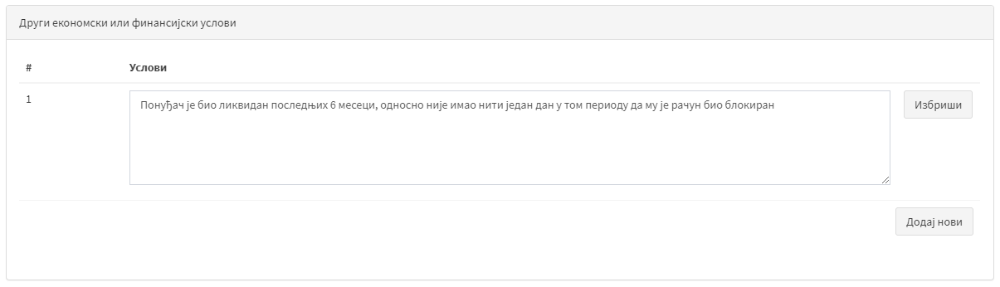 Други економски или финансијски услови
# Услови
1 Понуђач је био ликвидан последњих 6 месеци, односно није имао нити један дан у том периоду да му је рачун био блокиран Избриши
Додај нови